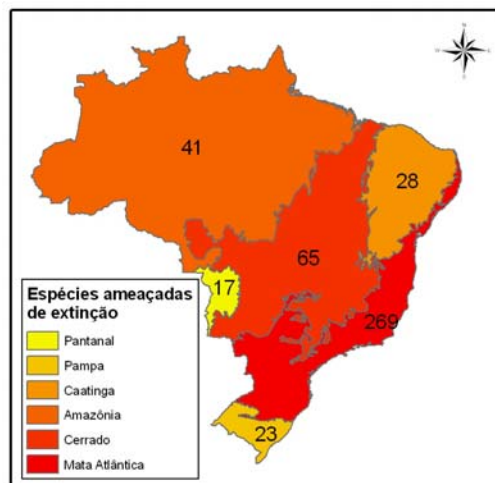 41
28
65
17
269
23
Espécies ameaçadas
de extinção
Pantanal
Pampa
Caatinga
Amazônia
Cerrado
Mata Atlântica